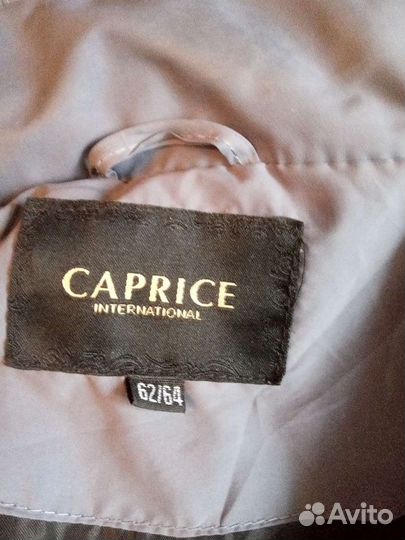 CAPRICE
INTERNATIONAL
62/64
Avito